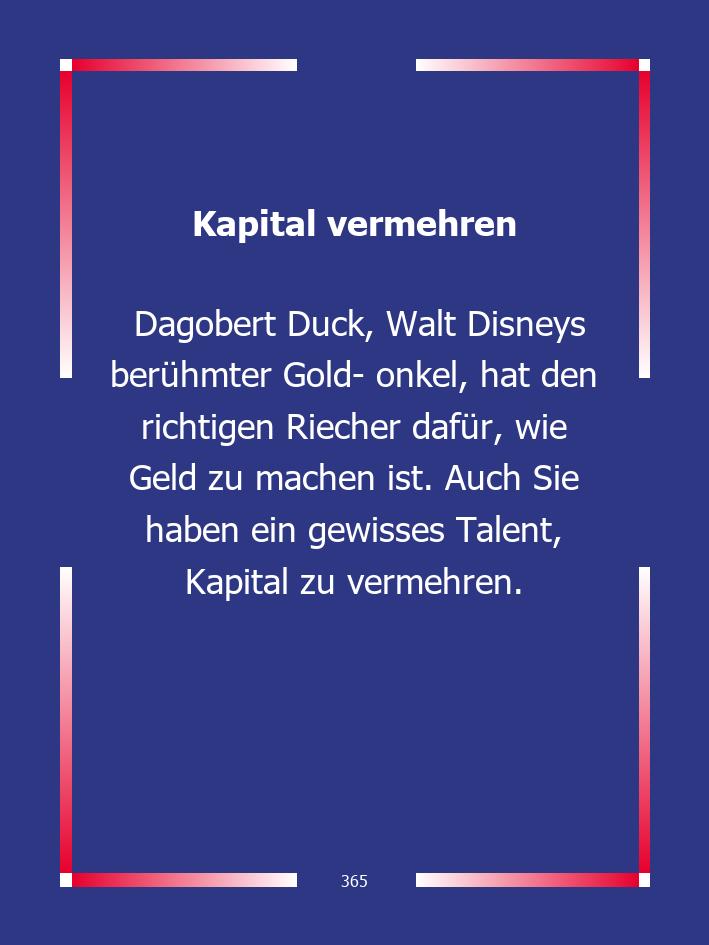 Kapital vermehren
Dagobert Duck, Walt Disneys
berühmter Gold- onkel, hat den
richtigen Riecher dafür, wie
Geld zu machen ist. Auch Sie
haben ein gewisses Talent,
Kapital zu vermehren.
365